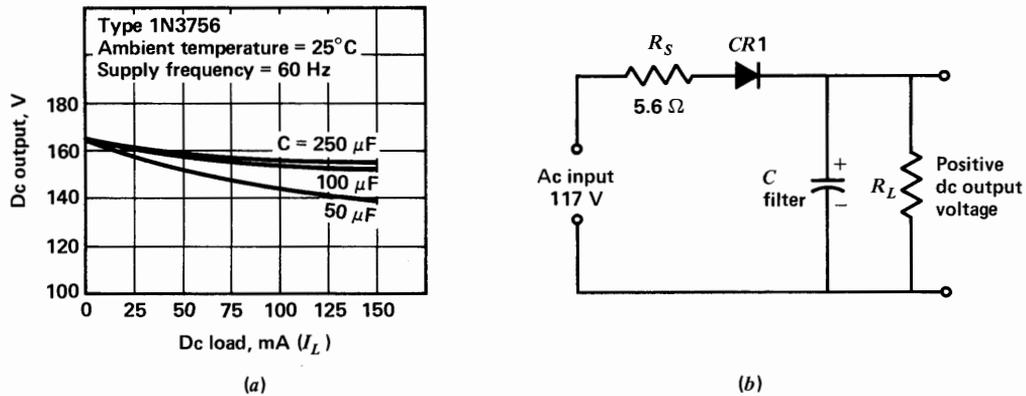 Type 1N3756
Ambient temperature = 25°C
Supply frequency = 60 Hz
Dc output, V
180
160
140
120
100
C = 250 μF
100 μF
50 μF
0 25 50 75 100 125 150
Dc load, mA (I_L)
(a)
R_S
CR1
5.6 Ω
Ac input
117 V
C
filter
+
−
R_L
Positive
dc output
voltage
(b)